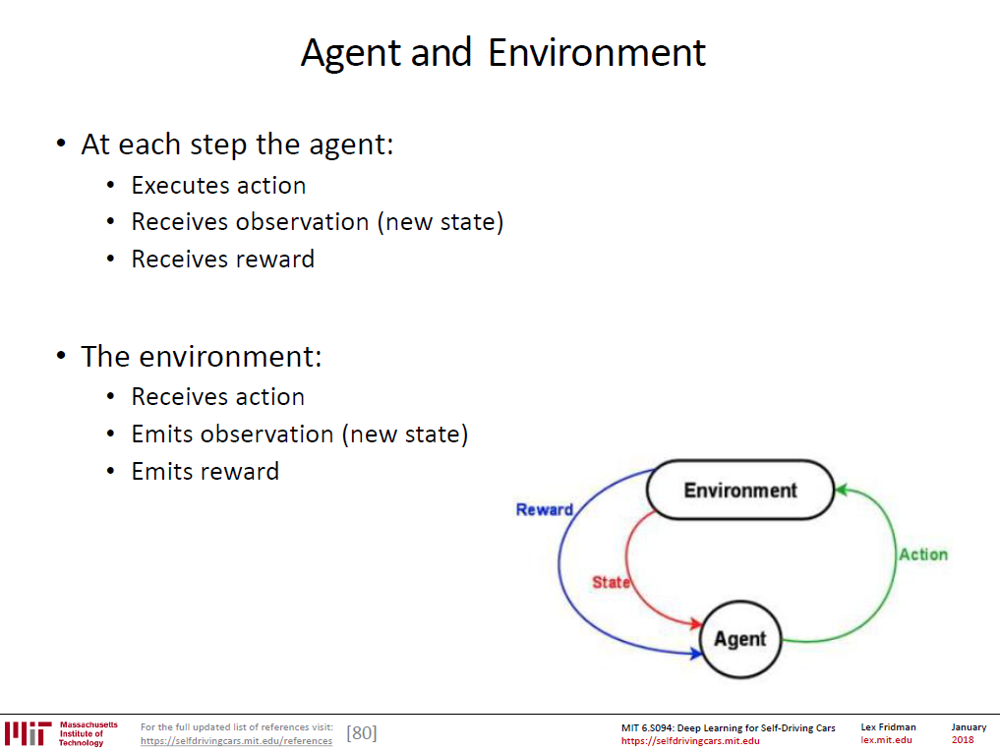 Agent and Environment
• At each step the agent:
• Executes action
• Receives observation (new state)
• Receives reward
• The environment:
• Receives action
• Emits observation (new state)
• Emits reward
Environment
Reward
Action
State
Agent
Massachusetts
Institute of
Technology
For the full updated list of references visit:
https://selfdrivingcars.mit.edu/references
[80]
MIT 6.S094: Deep Learning for Self-Driving Cars
https://selfdrivingcars.mit.edu
Lex Fridman
lex.mit.edu
January
2018